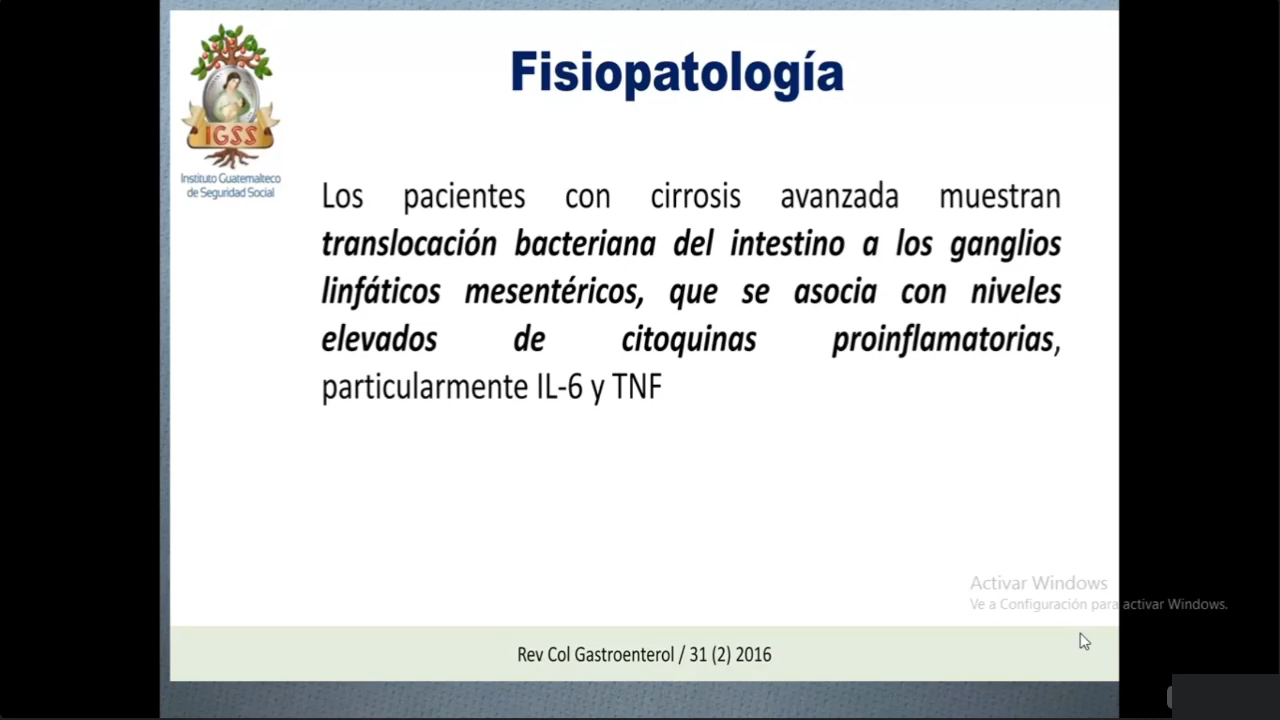 Fisiopatología
IGSS
Instituto Guatemalteco
de Seguridad Social
Los pacientes con cirrosis avanzada muestran
translocación bacteriana del intestino a los ganglios
linfáticos mesentéricos, que se asocia con niveles
elevados de citoquinas proinflamatorias,
particularmente IL-6 y TNF
Activar Windows
Ve a Configuración para activar Windows.
Rev Col Gastroenterol / 31 (2) 2016